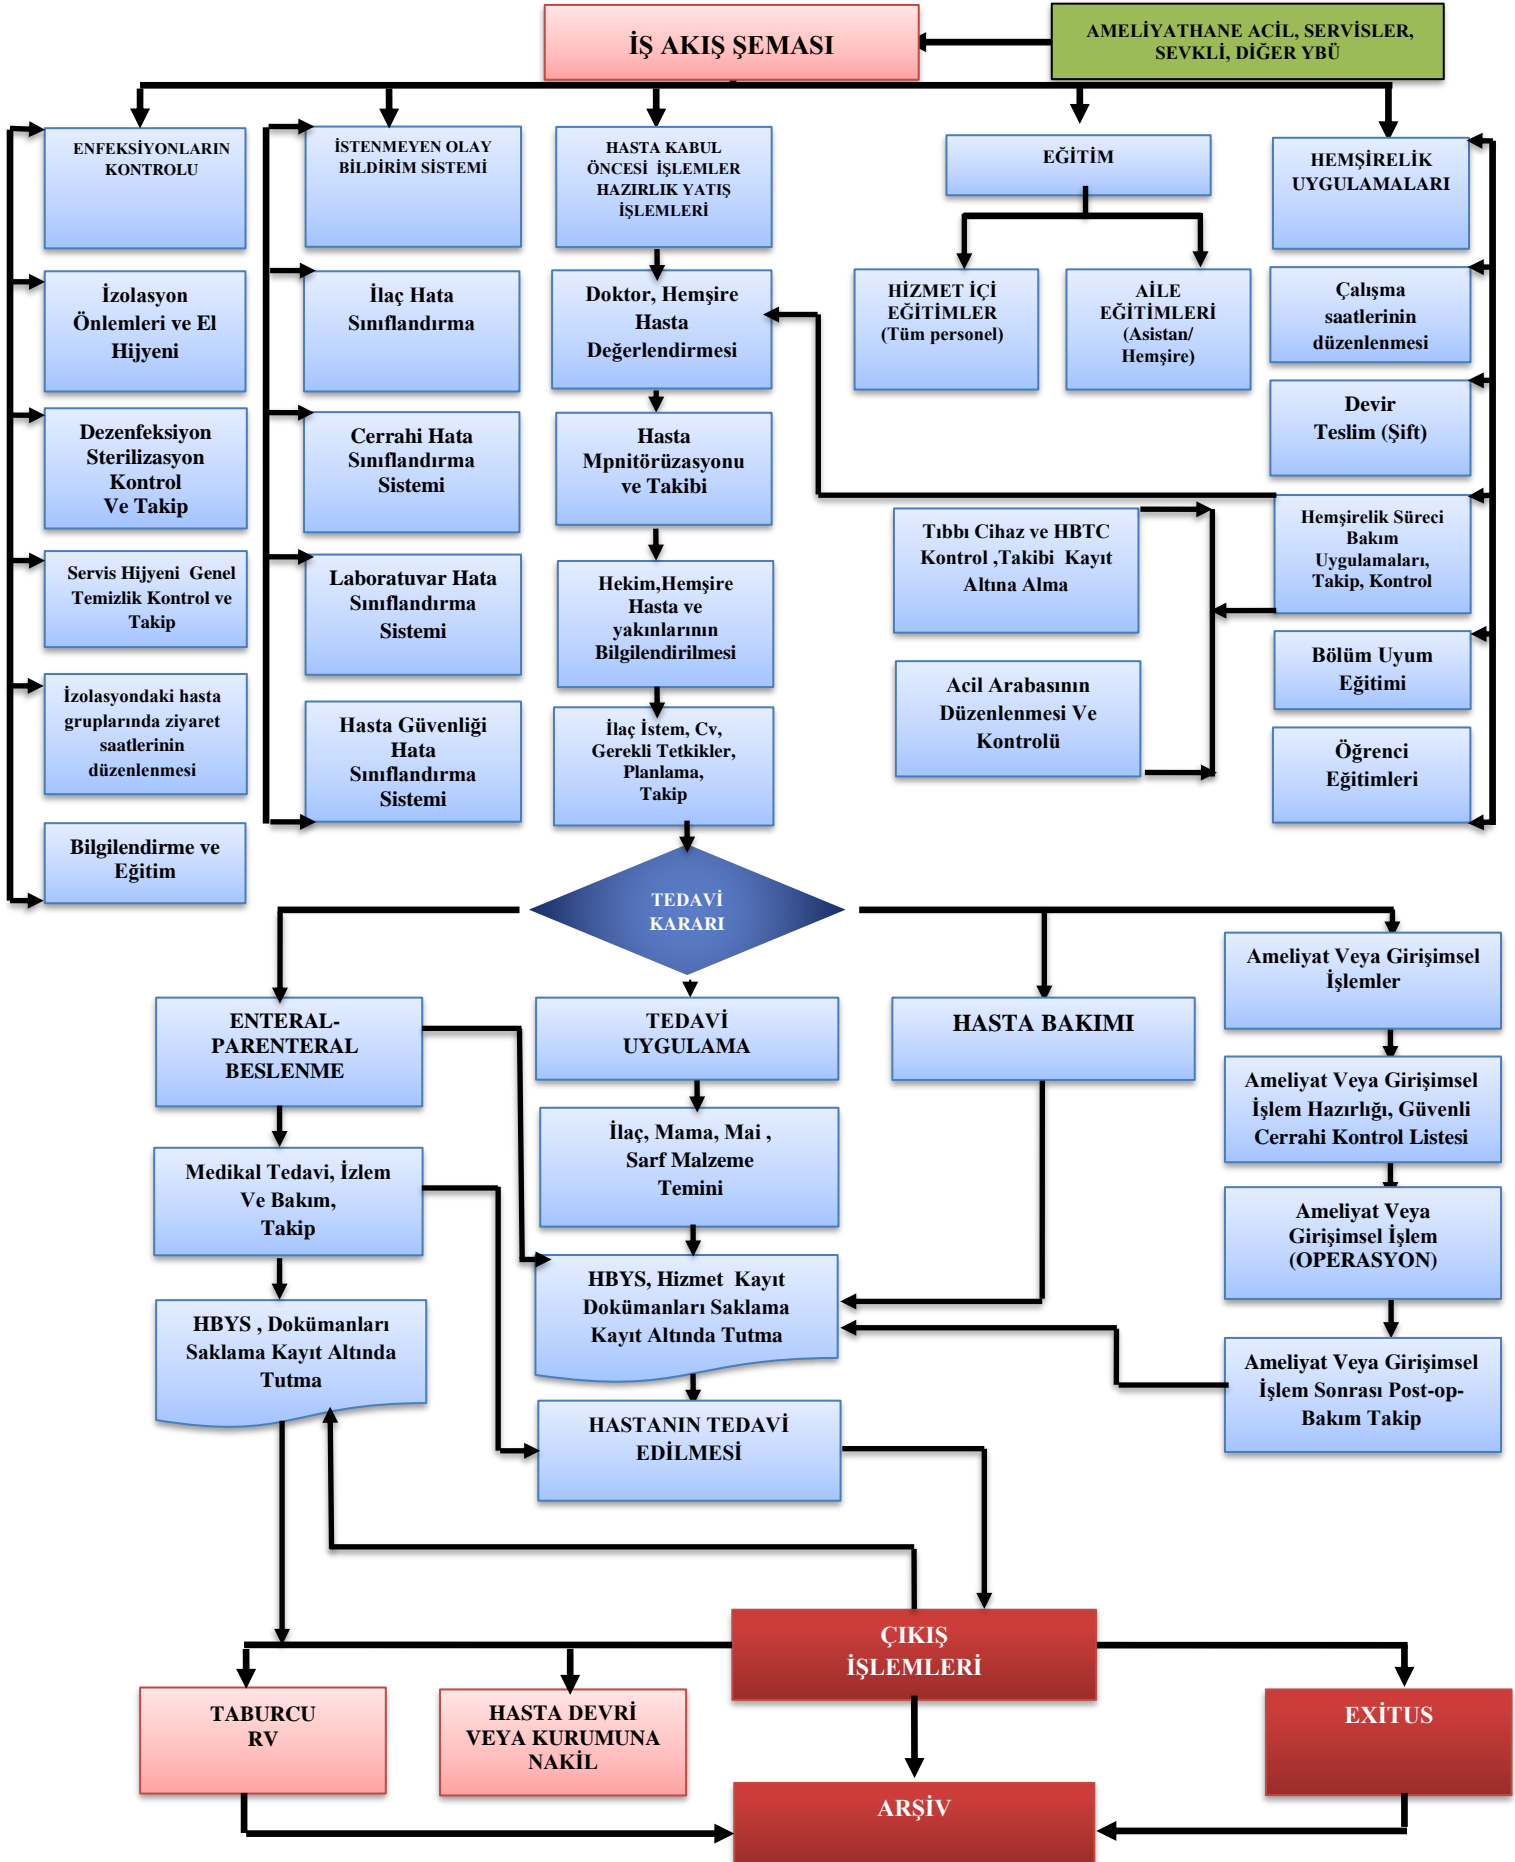 İŞ AKIŞ ŞEMASI
AMELİYATHANE ACİL, SERVİSLER,
SEVKLİ, DİĞER YBÜ
ENFEKSİYONLARIN
KONTROLU
İSTENMEYEN OLAY
BİLDİRİM SİSTEMİ
HASTA KABUL
ÖNCESİ İŞLEMLER
HAZIRLIK YATIŞ
İŞLEMLERİ
EĞİTİM
HEMŞİRELİK
UYGULAMALARI
İzolasyon
Önlemleri ve El
Hijyeni
İlaç Hata
Sınıflandırma
Doktor, Hemşire
Hasta
Değerlendirmesi
HİZMET İÇİ
EĞİTİMLER
(Tüm personel)
AİLE
EĞİTİMLERİ
(Asistan/
Hemşire)
Çalışma
saatlerinin
düzenlenmesi
Dezenfeksiyon
Sterilizasyon
Kontrol
Ve Takip
Cerrahi Hata
Sınıflandırma
Sistemi
Hasta
Mpnitörüzasyonu
ve Takibi
Devir
Teslim (Şift)
Tıbbı Cihaz ve HBTC
Kontrol ,Takibi Kayıt
Altına Alma
Hemşirelik Süreci
Bakım
Uygulamaları,
Takip, Kontrol
Servis Hijyeni Genel
Temizlik Kontrol ve
Takip
Laboratuvar Hata
Sınıflandırma
Sistemi
Hekim,Hemşire
Hasta ve
yakınlarının
Bilgilendirilmesi
Acil Arabasının
Düzenlenmesi Ve
Kontrolü
Bölüm Uyum
Eğitimi
İzolasyondaki hasta
gruplarında ziyaret
saatlerinin
düzenlenmesi
Hasta Güvenliği
Hata
Sınıflandırma
Sistemi
İlaç İstem, Cv,
Gerekli Tetkikler,
Planlama,
Takip
Öğrenci
Eğitimleri
Bilgilendirme ve
Eğitim
TEDAVİ
KARARI
ENTERAL-
PARENTERAL
BESLENME
TEDAVİ
UYGULAMA
HASTA BAKIMI
Ameliyat Veya Girişimsel
İşlemler
Ameliyat Veya Girişimsel
İşlem Hazırlığı, Güvenli
Cerrahi Kontrol Listesi
Medikal Tedavi, İzlem
Ve Bakım,
Takip
İlaç, Mama, Mai ,
Sarf Malzeme
Temini
Ameliyat Veya
Girişimsel İşlem
(OPERASYON)
HBYS , Dokümanları
Saklama Kayıt Altında
Tutma
HBYS, Hizmet Kayıt
Dokümanları Saklama
Kayıt Altında Tutma
Ameliyat Veya Girişimsel
İşlem Sonrası Post-op-
Bakım Takip
HASTANIN TEDAVİ
EDİLMESİ
ÇIKIŞ
İŞLEMLERİ
TABURCU
RV
HASTA DEVRİ
VEYA KURUMUNA
NAKİL
EXİTUS
ARŞİV